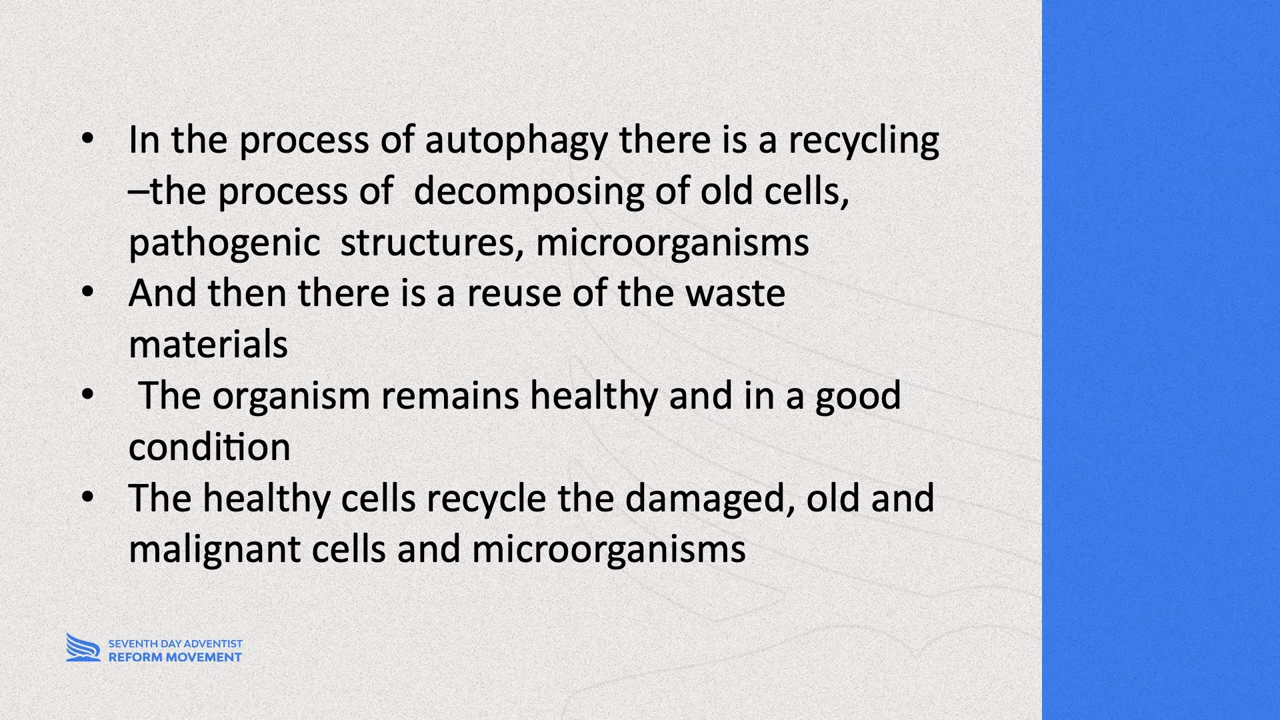 • In the process of autophagy there is a recycling
–the process of  decomposing of old cells,
pathogenic  structures, microorganisms
• And then there is a reuse of the waste
materials
•  The organism remains healthy and in a good
condition
• The healthy cells recycle the damaged, old and
malignant cells and microorganisms
SEVENTH DAY ADVENTIST
REFORM MOVEMENT